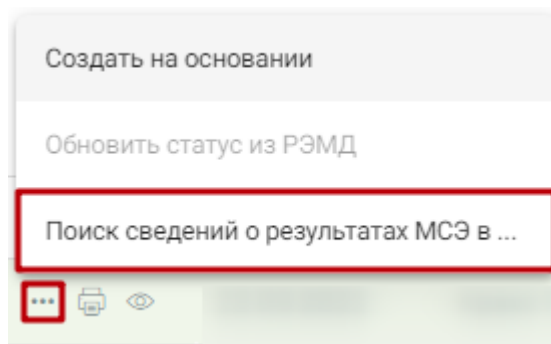 Создать на основании
Обновить статус из РЭМД
Поиск сведений о результатах МСЭ в ...